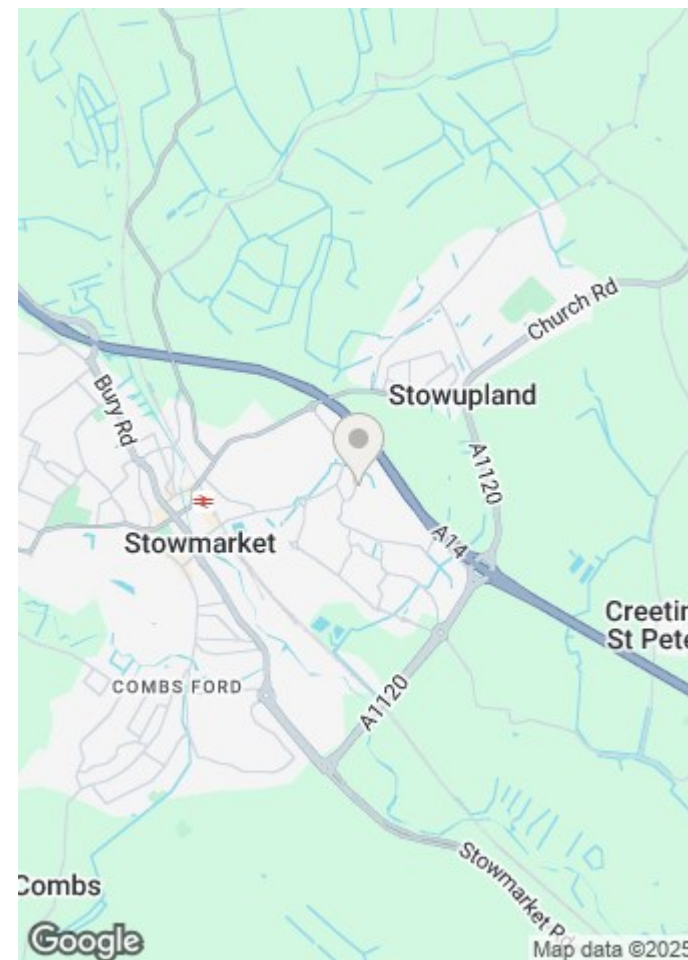 Church Rd
Stowupland
Bury Rd
A1120
Stowmarket
A14
Creetin
St Pete
COMBS FORD
A1120
Combs
Stowmarket Rd
Google
Map data ©2025